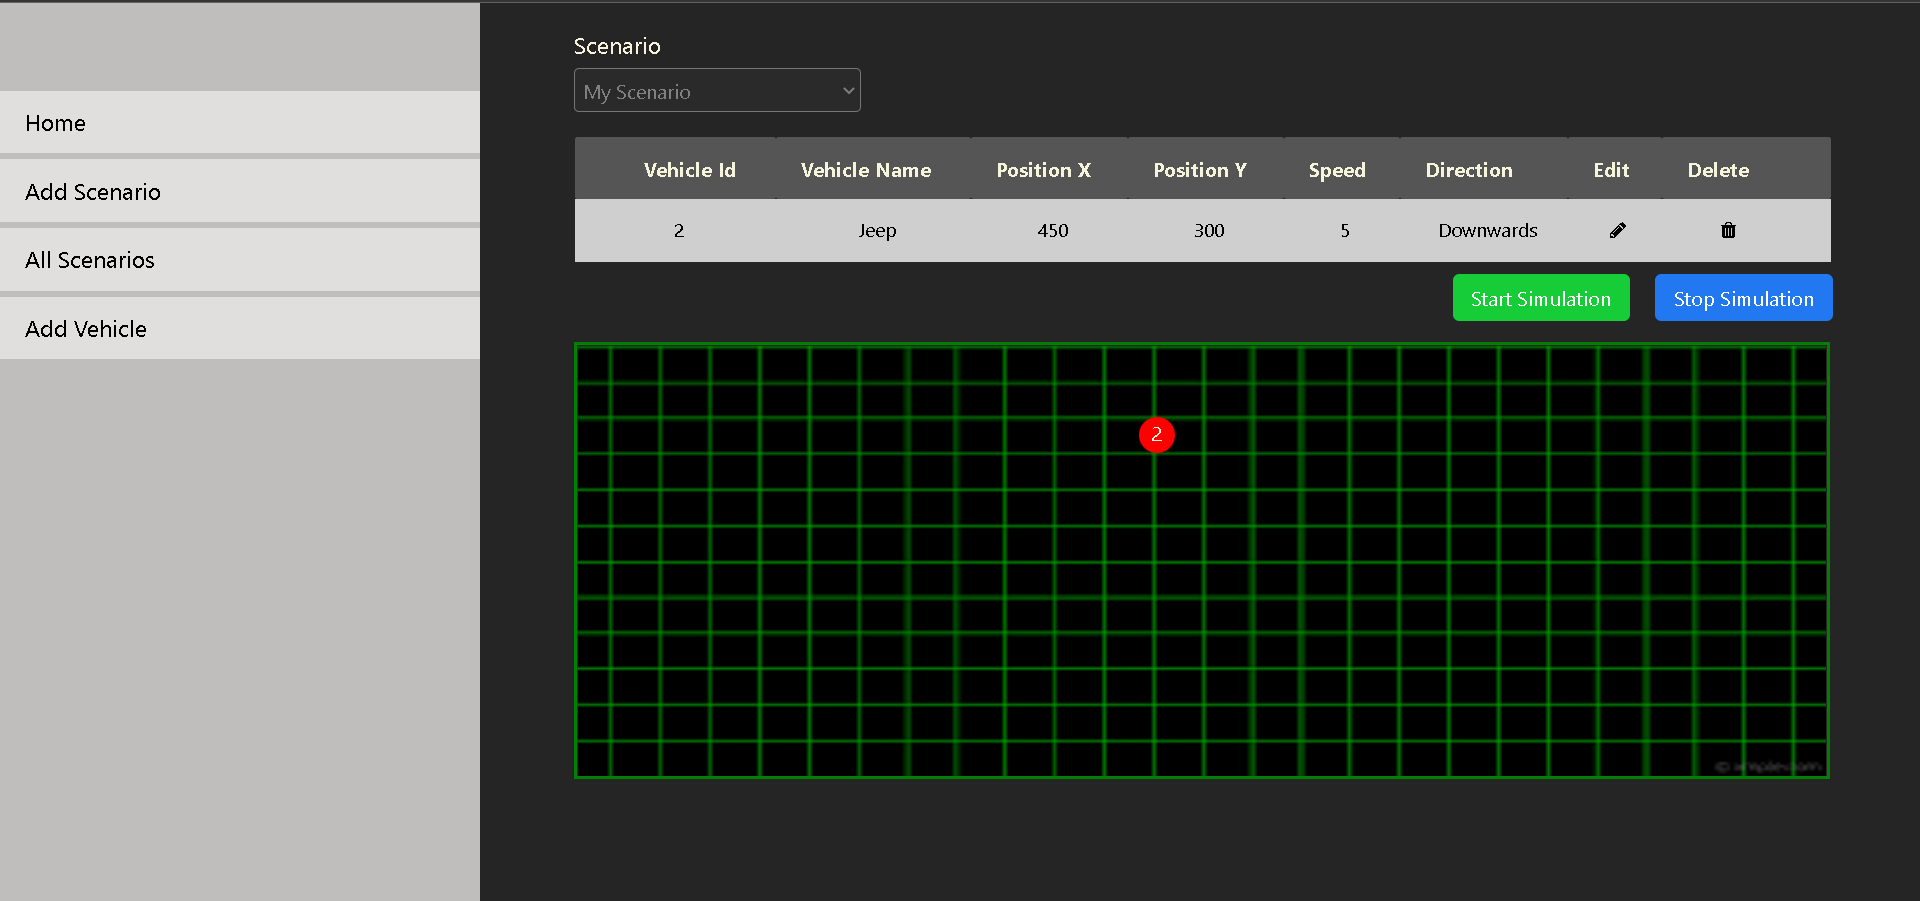 Home
Add Scenario
All Scenarios
Add Vehicle
Scenario
My Scenario
Vehicle Id Vehicle Name Position X Position Y Speed Direction Edit Delete
2 Jeep 450 300 5 Downwards
Start Simulation Stop Simulation
2